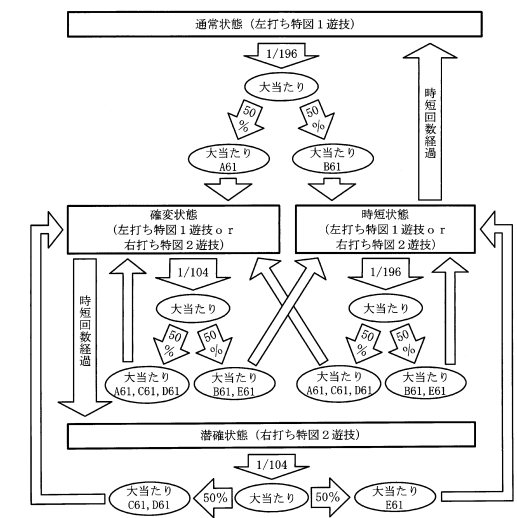 通常状態（左打ち特図１遊技）
1/196
大当たり
50
%
50
%
大当たり
A61
大当たり
B61
時短回数経過
確変状態
（左打ち特図１遊技ｏｒ
右打ち特図２遊技）
時短状態
（左打ち特図１遊技ｏｒ
右打ち特図２遊技）
1/104
1/196
大当たり
大当たり
時短回数経過
50
%
50
%
50
%
50
%
大当たり
A61,C61,D61
大当たり
B61,E61
大当たり
A61,C61,D61
大当たり
B61,E61
潜確状態（右打ち特図２遊技）
1/104
大当たり
C61,D61
50%
大当たり
50%
大当たり
E61